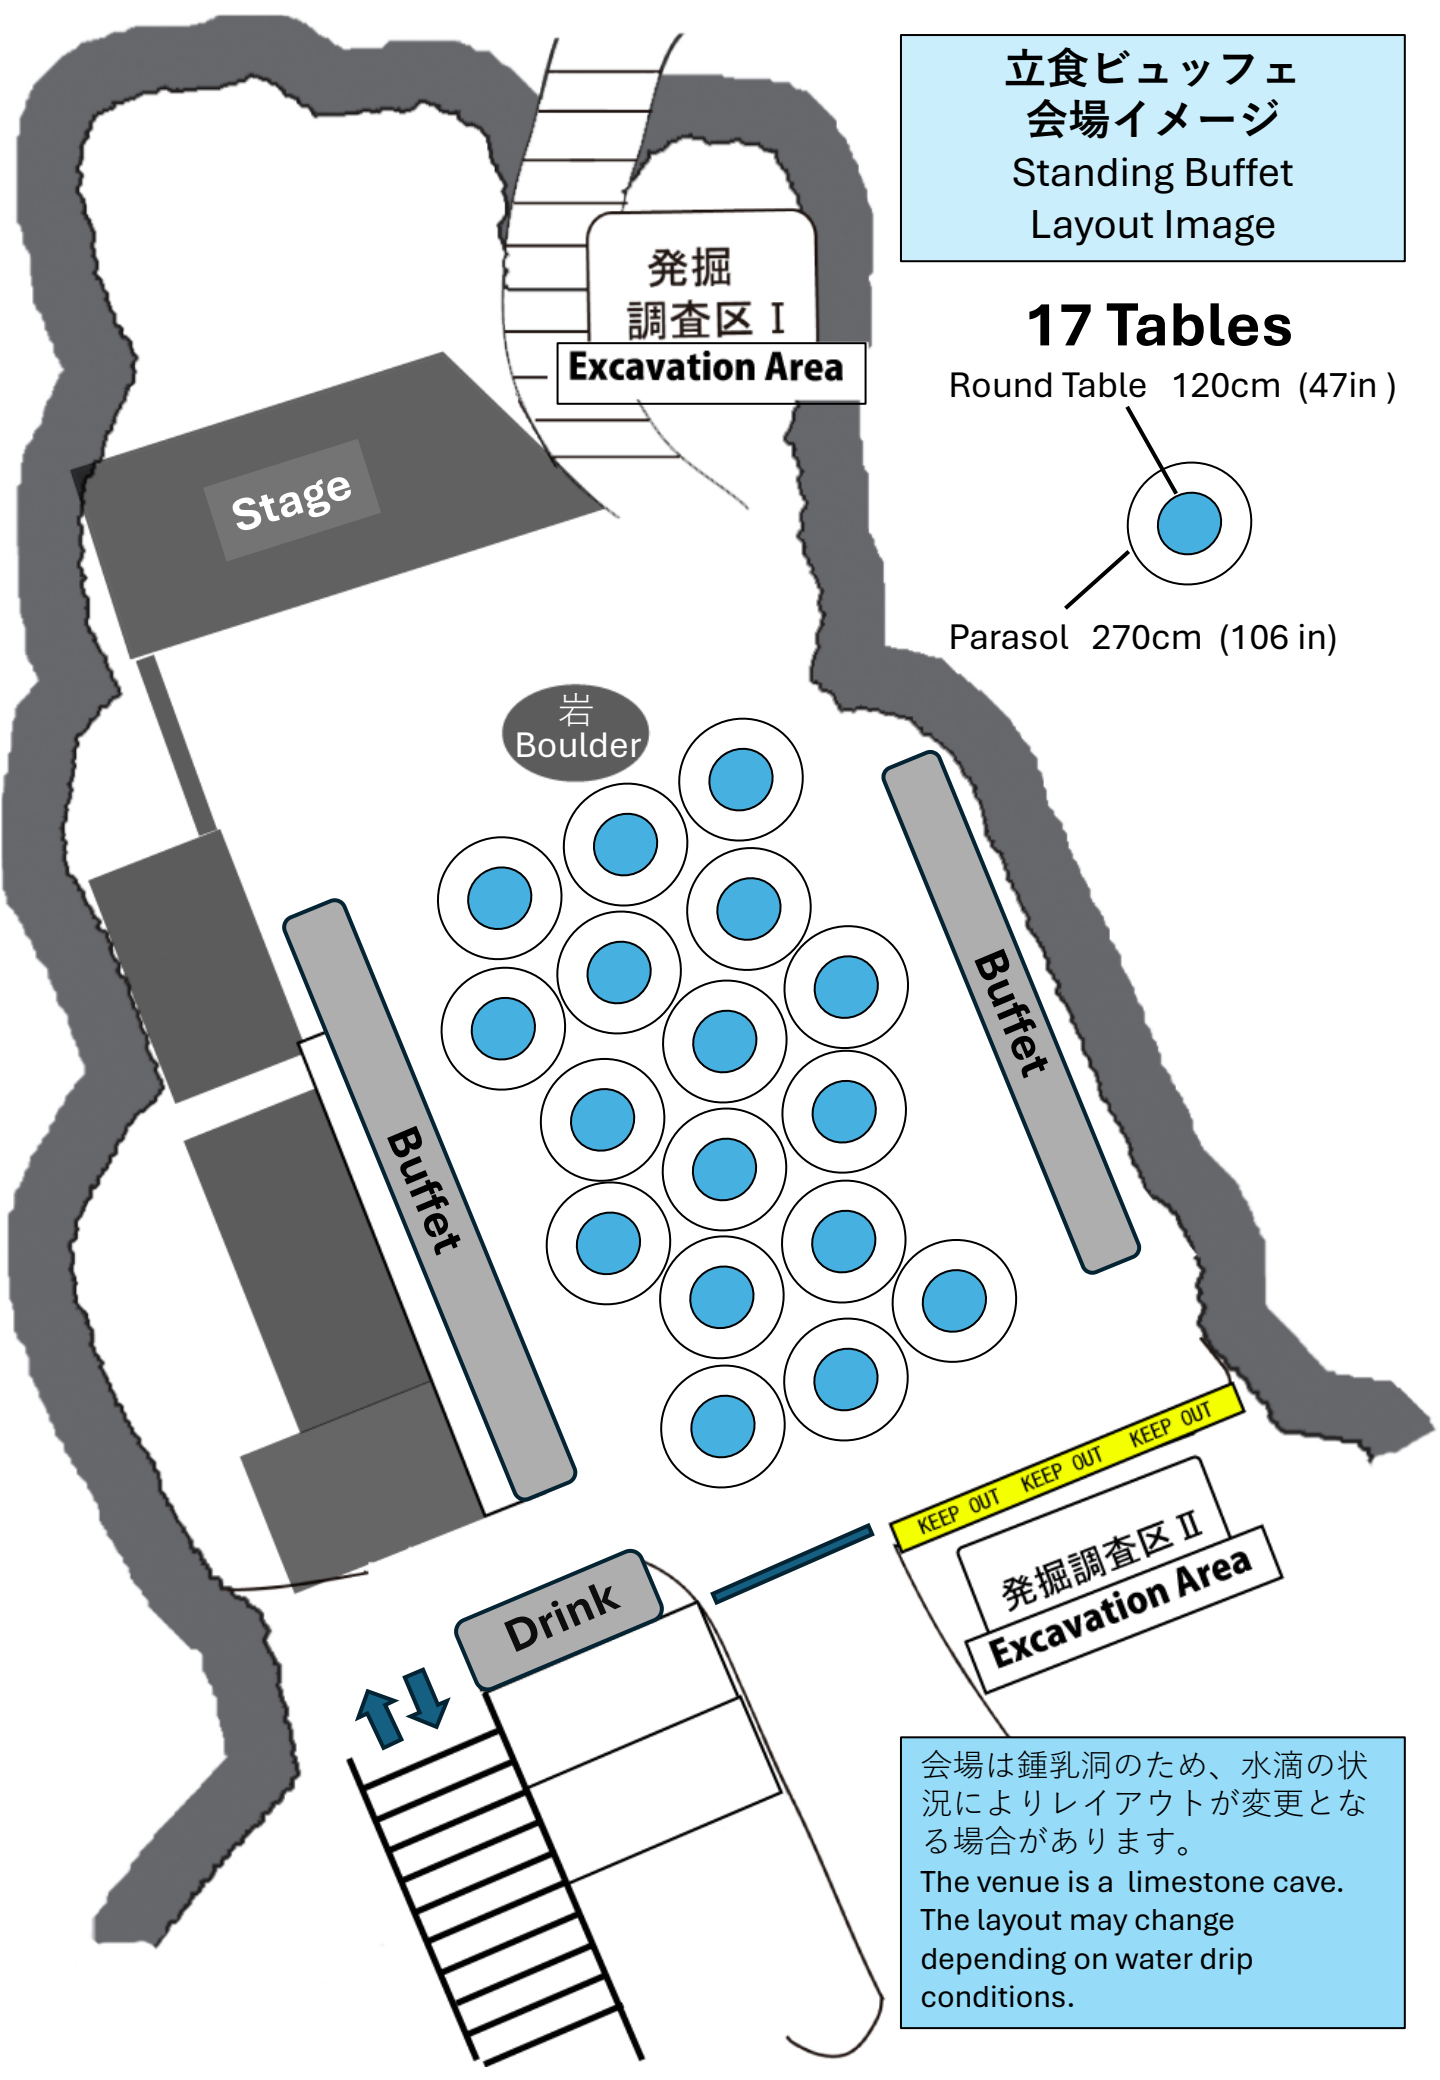 立食ビュッフェ
会場イメージ
Standing Buffet
Layout Image
発掘
調査区 I
Excavation Area
17 Tables
Round Table 120cm (47in )
Parasol 270cm (106 in)
Stage
岩
Boulder
Buffet
Buffet
KEEP OUT KEEP OUT KEEP OUT
発掘調査区 II
Excavation Area
Drink
会場は鍾乳洞のため、水滴の状
況によりレイアウトが変更とな
る場合があります。
The venue is a limestone cave.
The layout may change
depending on water drip
conditions.